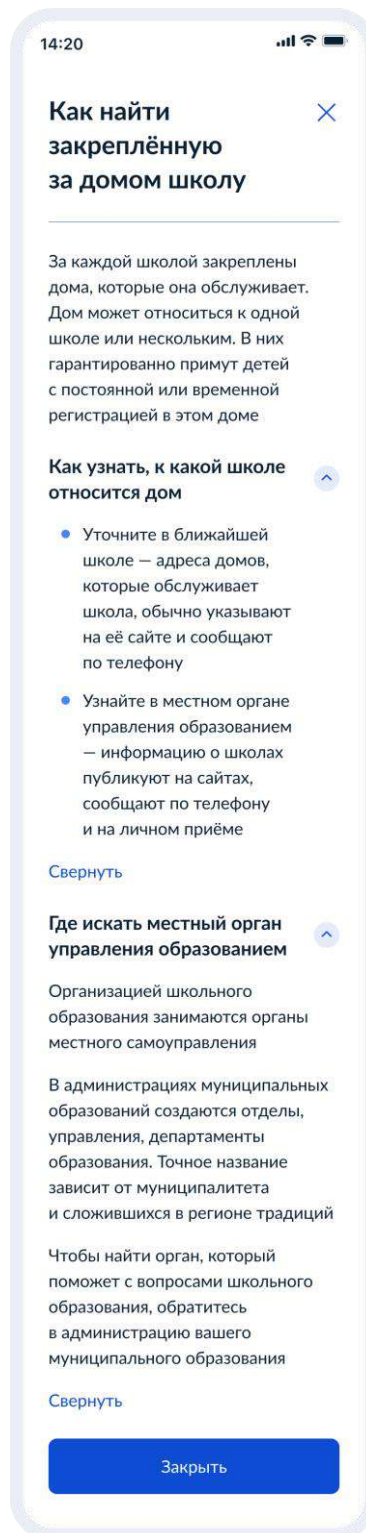 14:20
Как найти
закреплённую
за домом школу
За каждой школой закреплены
дома, которые она обслуживает.
Дом может относиться к одной
школе или нескольким. В них
гарантированно примут детей
с постоянной или временной
регистрацией в этом доме
Как узнать, к какой школе
относится дом
Уточните в ближайшей
школе — адреса домов,
которые обслуживает
школа, обычно указывают
на её сайте и сообщают
по телефону
Узнайте в местном органе
управления образованием
— информацию о школах
публикуют на сайтах,
сообщают по телефону
и на личном приёме
Свернуть
Где искать местный орган
управления образованием
Организацией школьного
образования занимаются органы
местного самоуправления
В администрациях муниципальных
образований создаются отделы,
управления, департаменты
образования. Точное название
зависит от муниципалитета
и сложившихся в регионе традиций
Чтобы найти орган, который
поможет с вопросами школьного
образования, обратитесь
в администрацию вашего
муниципального образования
Свернуть
Закрыть